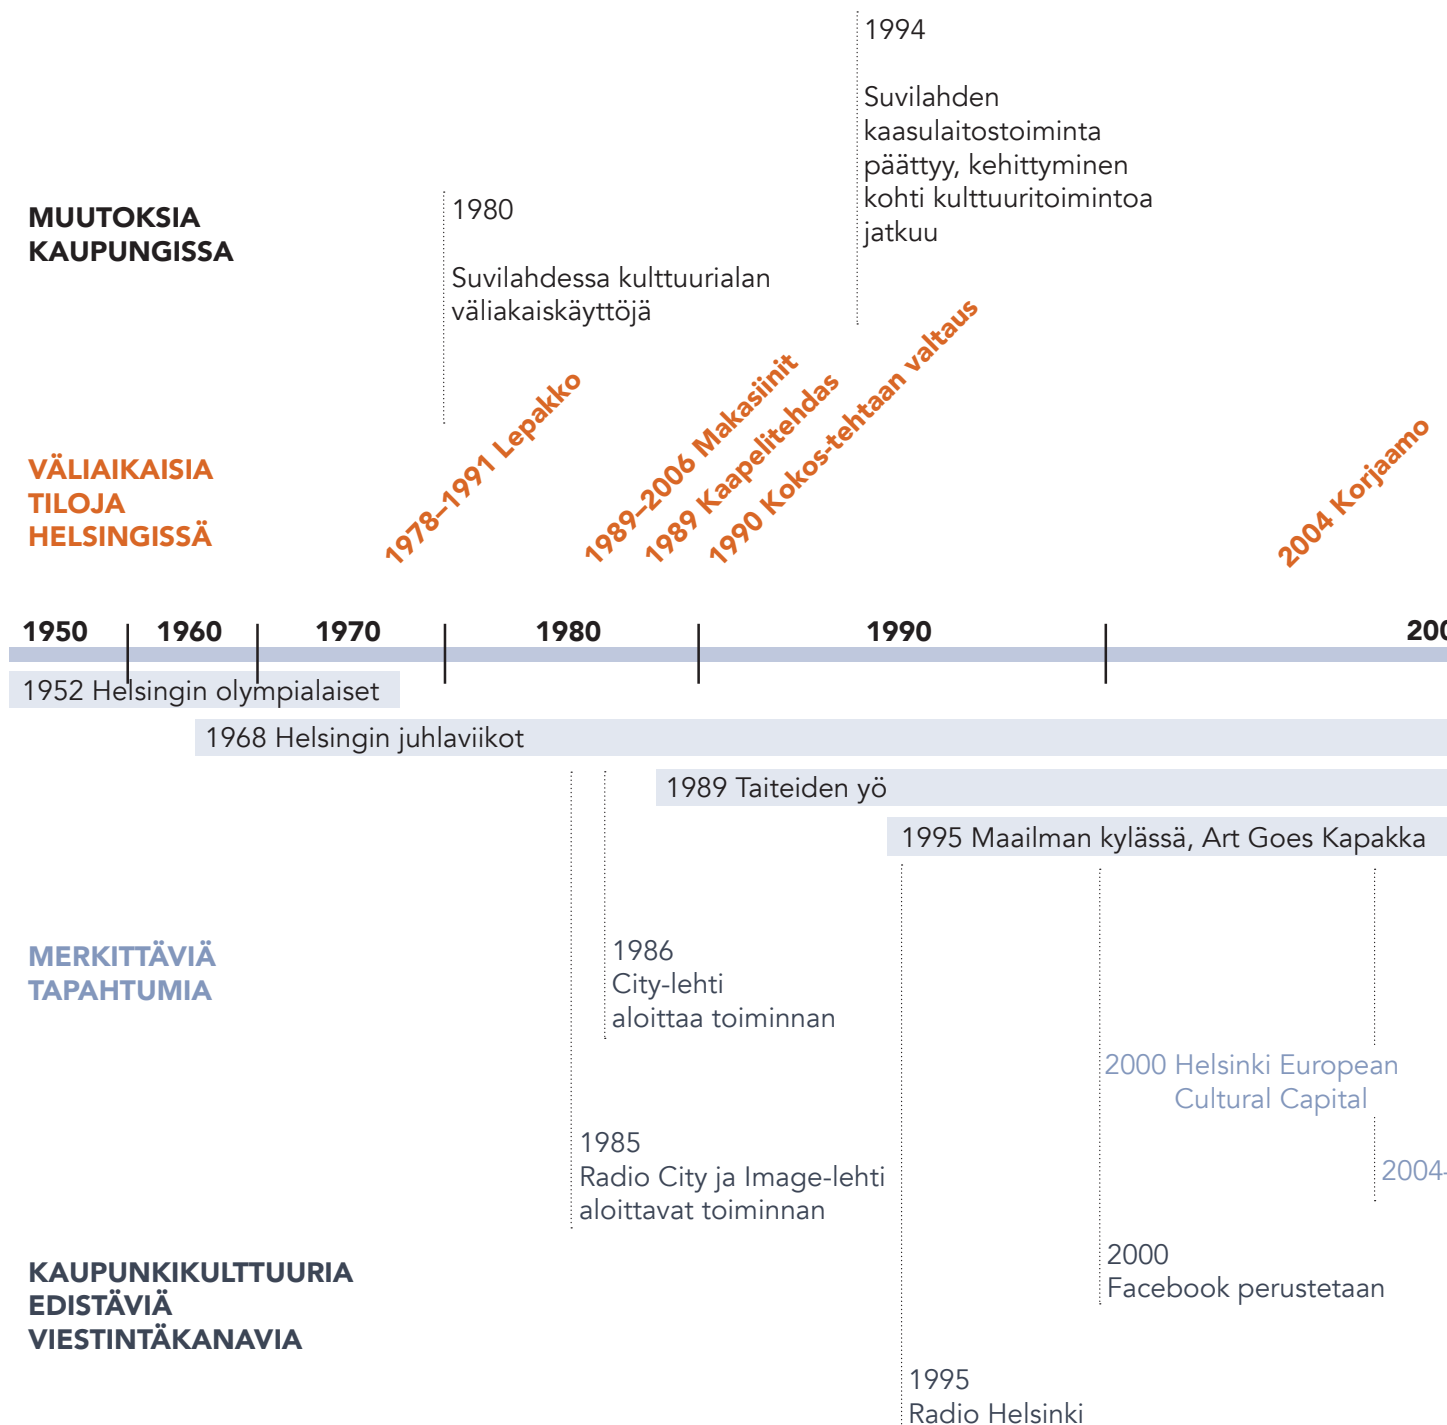 1994
Suvilahden
kaasulaitostoiminta
päättyy, kehittyminen
kohti kulttuuritoimintoa
jatkuu
MUUTOKSIA
KAUPUNGISSA
1980
Suvilahdessa kulttuurialan
väliakaiskäyttöjä
VÄLIAIKAISIA
TILOJA
HELSINGISSÄ
1978–1991 Lepakko
1989–2006 Makasiinit
1989 Kaapelitehdas
1990 Kokos-tehtaan valtaus
2004 Korjaamo
1950 1960 1970 1980 1990 200
1952 Helsingin olympialaiset
1968 Helsingin juhlaviikot
1989 Taiteiden yö
1995 Maailman kylässä, Art Goes Kapakka
MERKITTÄVIÄ
TAPAHTUMIA
1986
City-lehti
aloittaa toiminnan
2000 Helsinki European
Cultural Capital
1985
Radio City ja Image-lehti
aloittavat toiminnan
2004-
2000
Facebook perustetaan
KAUPUNKIKULTTUURIA
EDISTÄVIÄ
VIESTINTÄKANAVIA
1995
Radio Helsinki